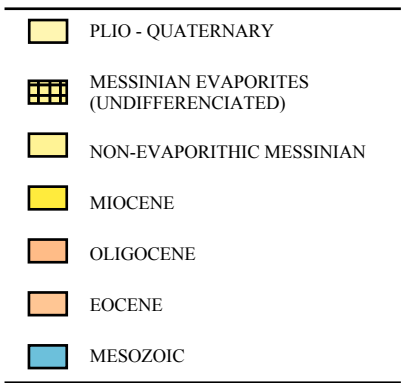 PLIO - QUATERNARY
MESSINIAN EVAPORITES
(UNDIFFERENCIATED)
NON-EVAPORITHIC MESSINIAN
MIOCENE
OLIGOCENE
EOCENE
MESOZOIC